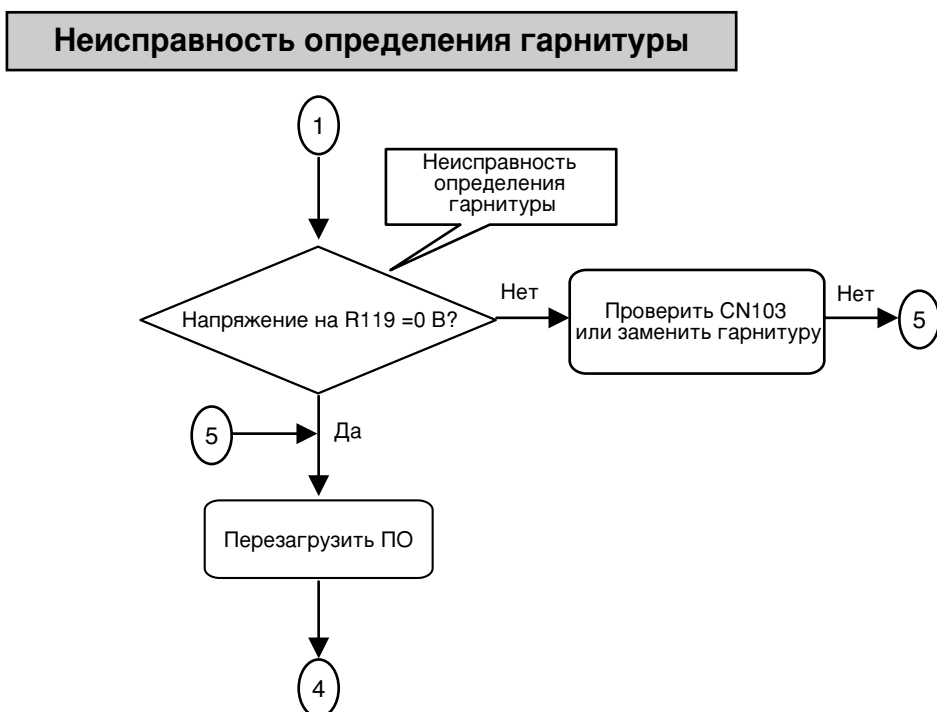 Неисправность определения гарнитуры
1
Неисправность
определения
гарнитуры
Напряжение на R119 =0 В?
Нет
Проверить CN103
или заменить гарнитуру
Нет
5
5
Да
Перезагрузить ПО
4